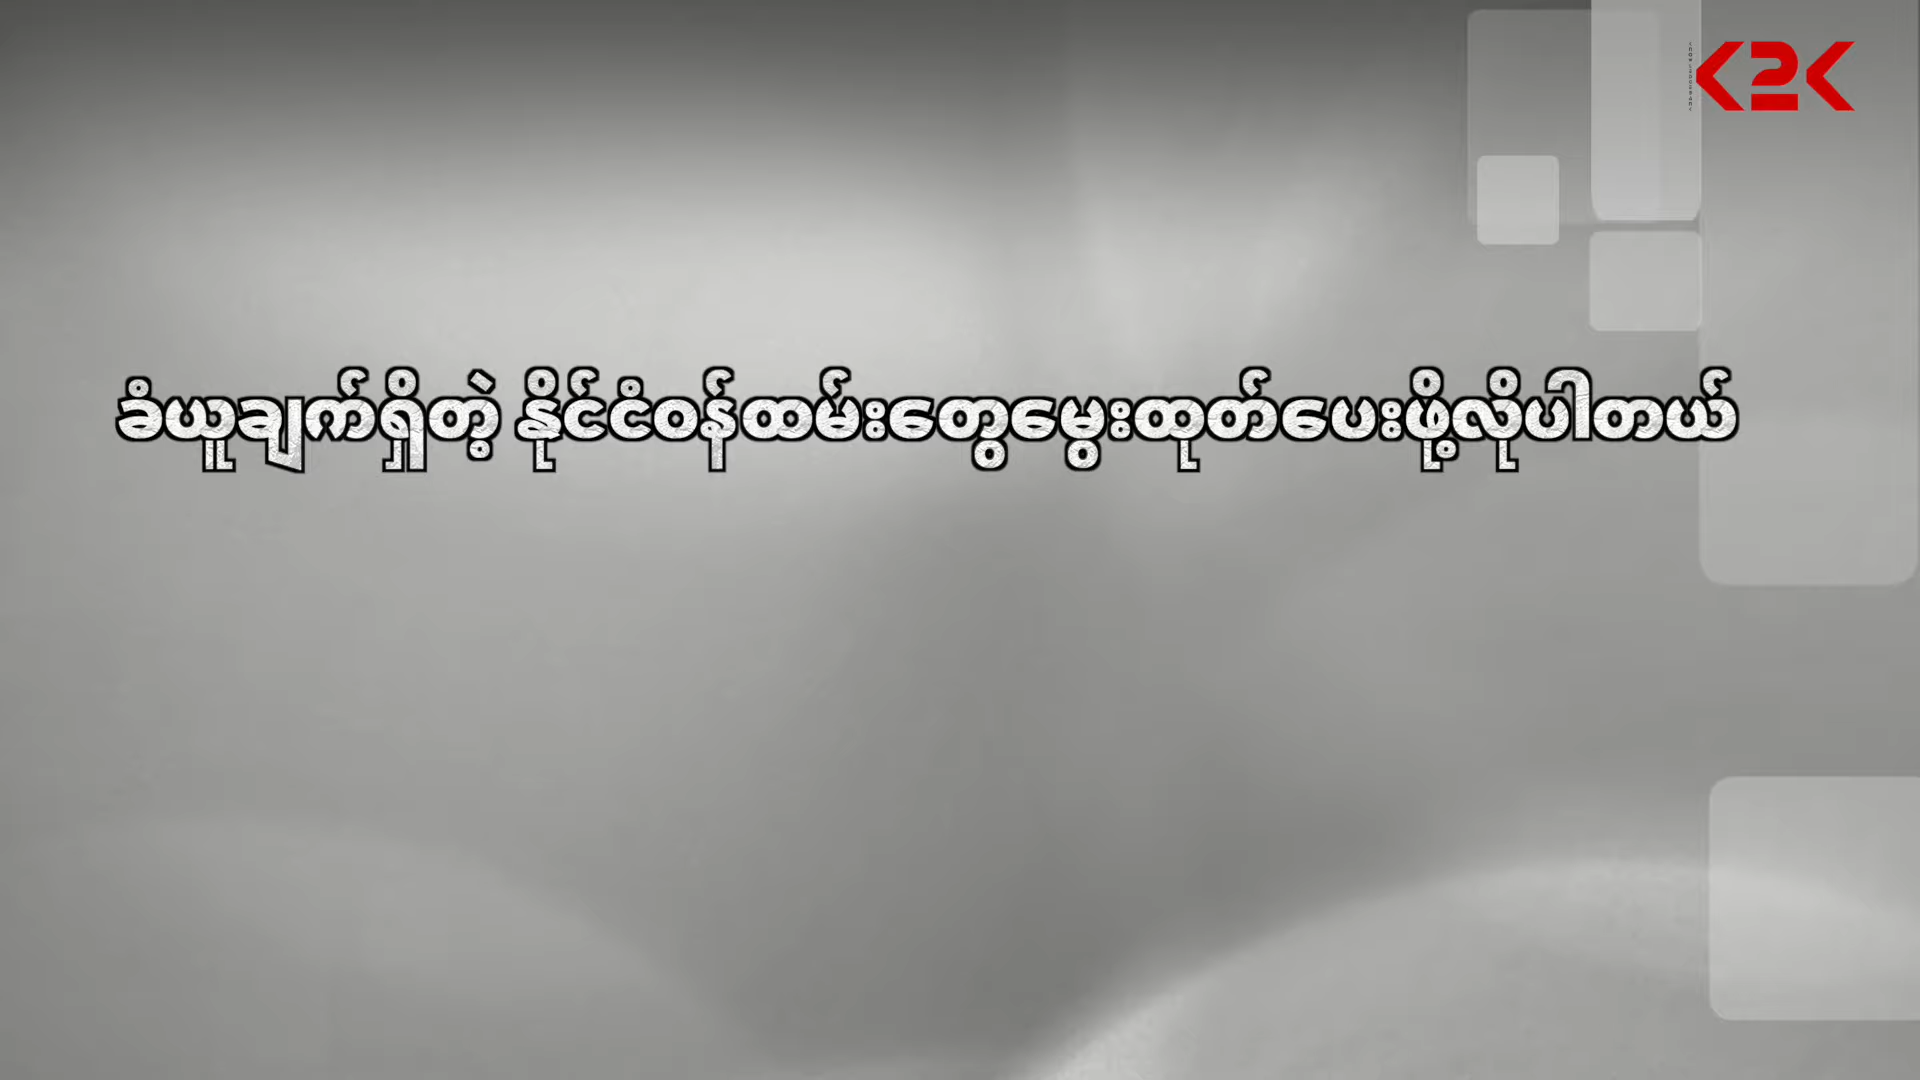 K2K
ခံယူချက်ရှိတဲ့ နိုင်ငံဝန်ထမ်းတွေမွေးထုတ်ပေးဖို့လိုပါတယ်